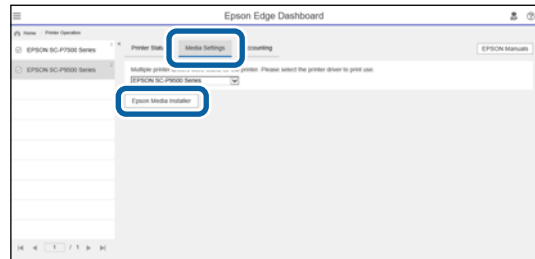 Epson Edge Dashboard
Home Printer Operation
EPSON SC-P7500 Series
EPSON SC-P9500 Series
Printer Status Media Settings ccounting EPSON Manuals
Multiple printer the printer. Please select the printer driver to print use.
EPSON SC-P9500 Series
Epson Media Installer
1 / 1